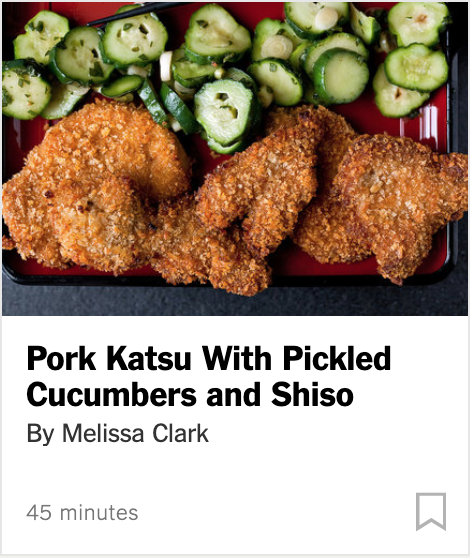 Pork Katsu With Pickled
Cucumbers and Shiso
By Melissa Clark
45 minutes